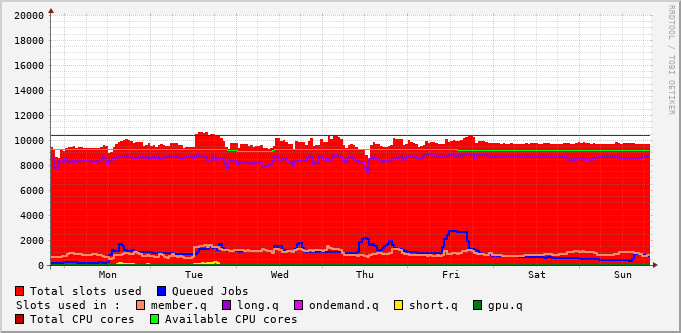 20000
18000
16000
14000
12000
10000
8000
6000
4000
2000
0
Mon Tue Wed Thu Fri Sat Sun
RRDTOOL / TOBI OETIKER
Total slots used Queued Jobs
Slots used in : member.q long.q ondemand.q short.q gpu.q
Total CPU cores Available CPU cores